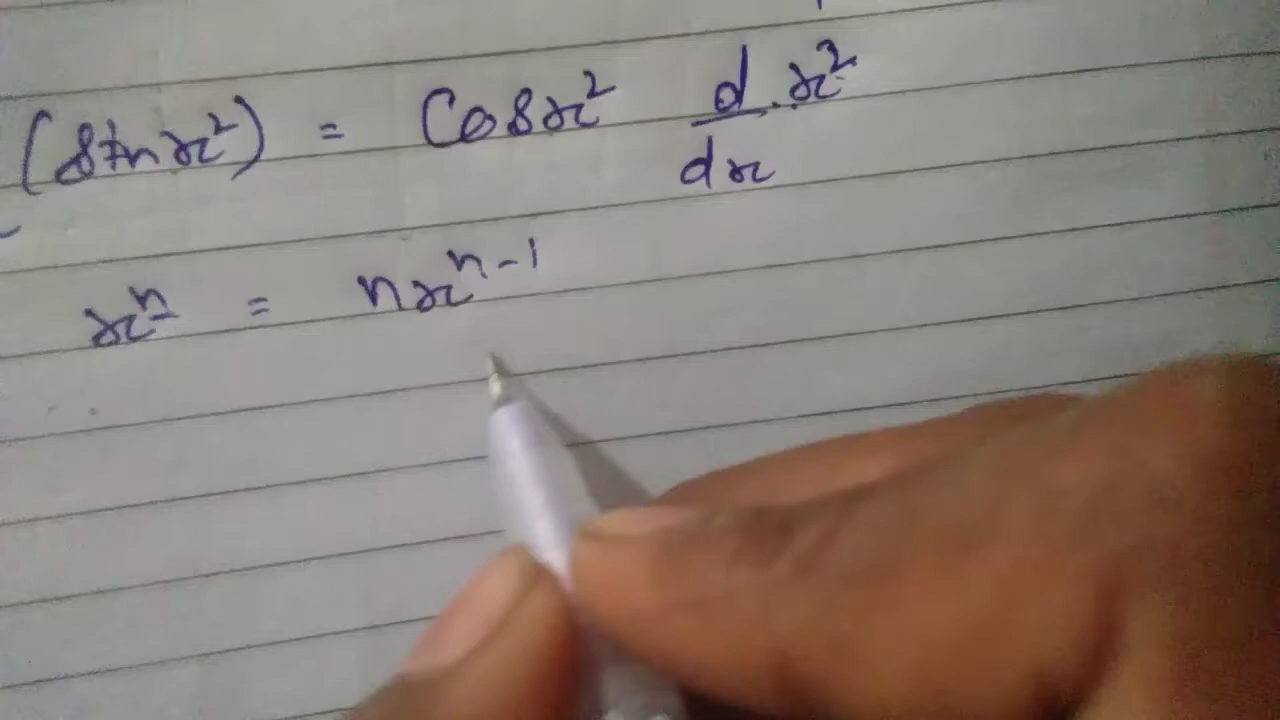 (sin x²) = Cos x² d/dx . x²
xⁿ = nxⁿ⁻¹